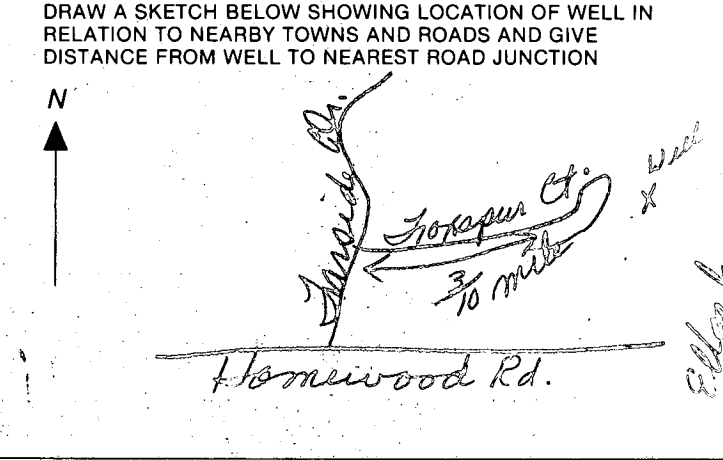 DRAW A SKETCH BELOW SHOWING LOCATION OF WELL IN
RELATION TO NEARBY TOWNS AND ROADS AND GIVE
DISTANCE FROM WELL TO NEAREST ROAD JUNCTION
N
Well
X
Dr.
Foxspur Ct.
3/10 mile
Homewood Rd.